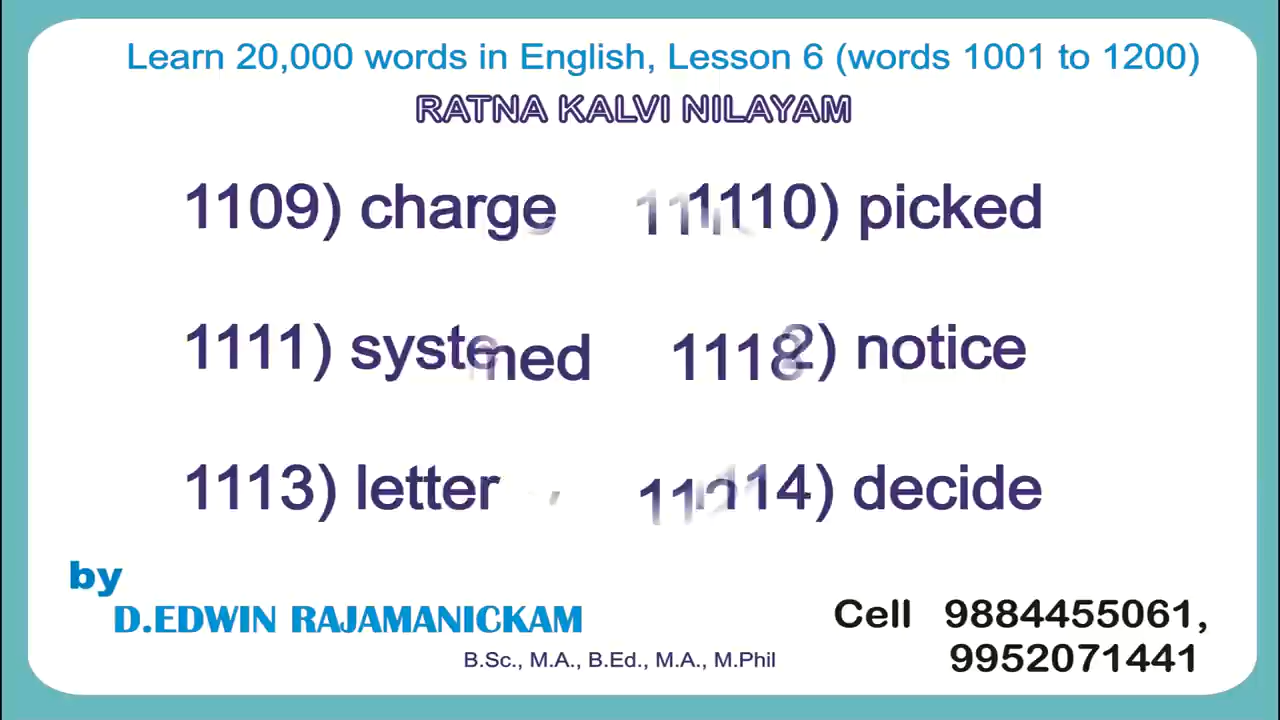 Learn 20,000 words in English, Lesson 6 (words 1001 to 1200)
RATNA KALVI NILAYAM
1109) charge 1110) picked
1111) 1118 notice
1113) letter decide
by
D.EDWIN RAJAMANICKAM
B.Sc., M.A., B.Ed., M.A., M.Phil
Cell 9884455061,
9952071441